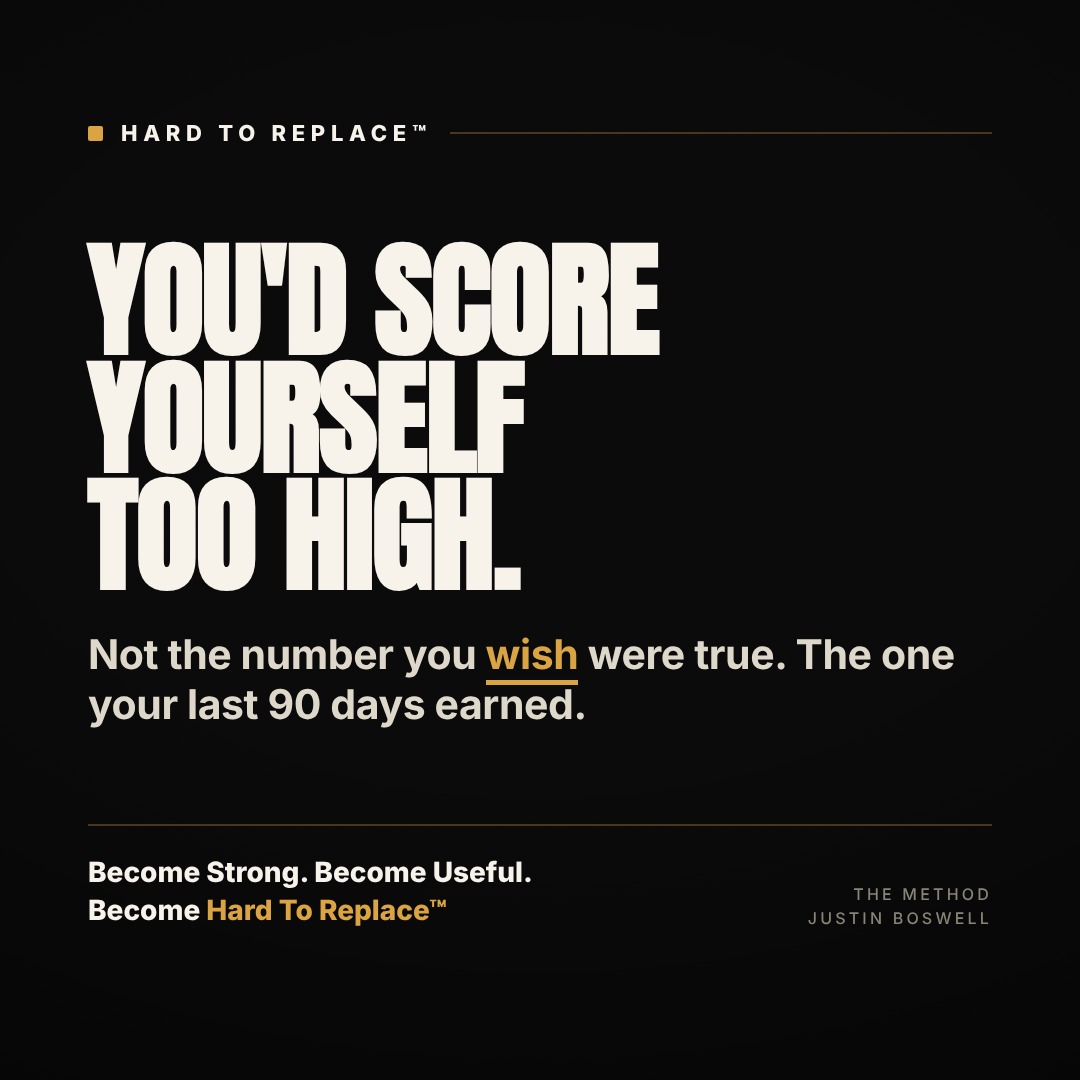 HARD TO REPLACE™
YOU'D SCORE
YOURSELF
TOO HIGH.
Not the number you wish were true. The one
your last 90 days earned.
Become Strong. Become Useful.
Become Hard To Replace™
THE METHOD
JUSTIN BOSWELL